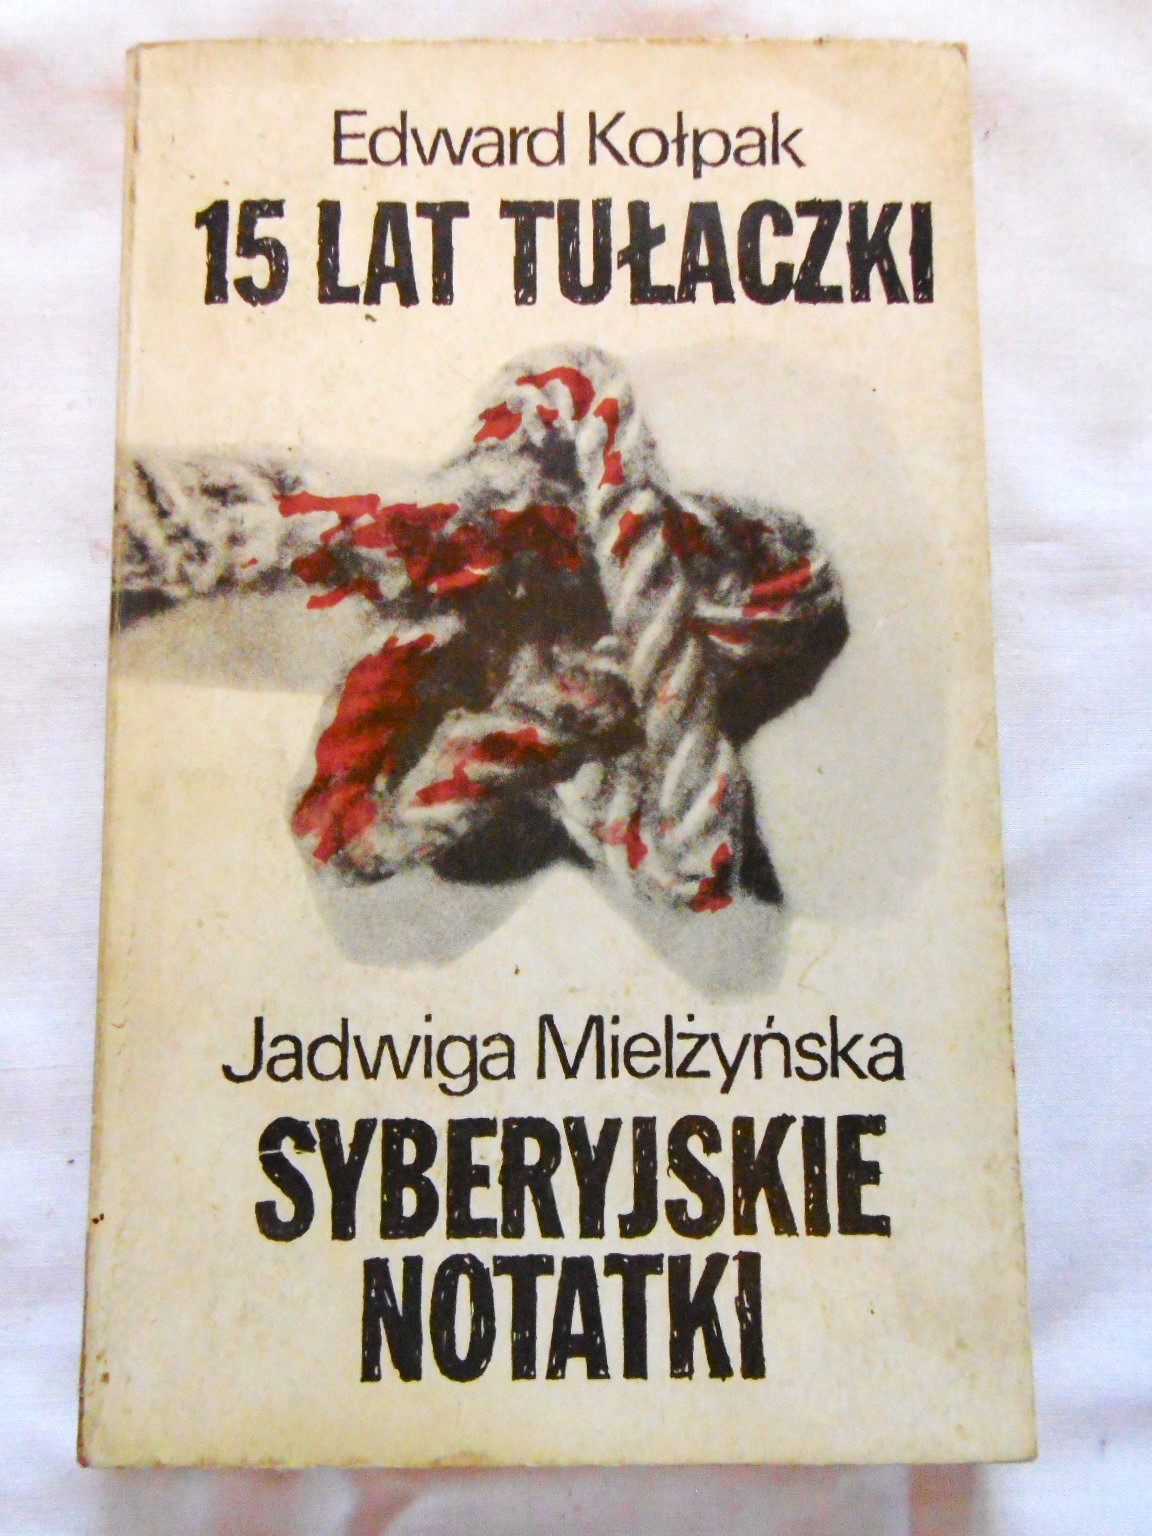 Edward Kołpak
15 LAT TUŁACZKI
Jadwiga Mielżyńska
SYBERYJSKIE
NOTATKI